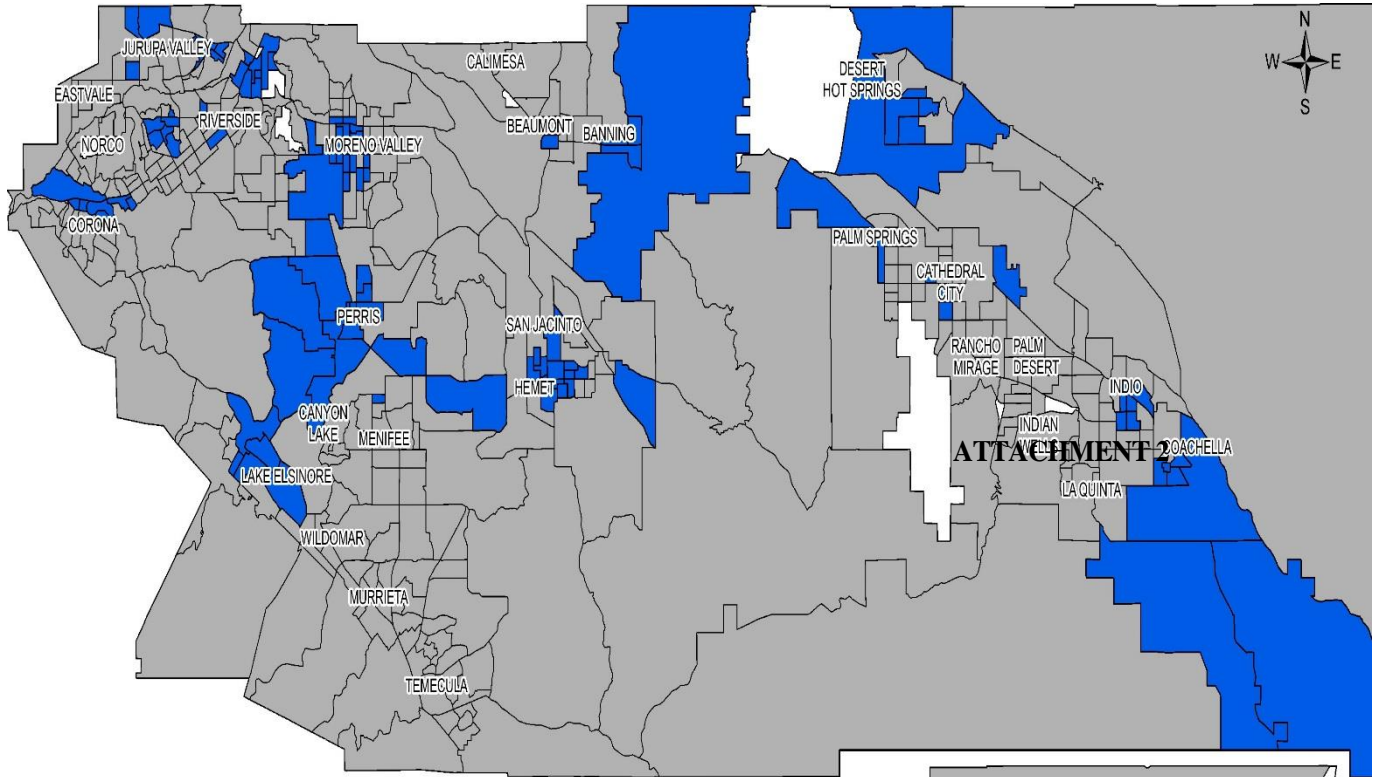 N
JURUPA VALLEY
CALIMESA
W
E
DESERT
HOT SPRINGS
EASTVALE
S
RIVERSIDE
BEAUMONT
BANNING
NORCO
MORENO VALLEY
CORONA
PALM SPRINGS
CATHEDRAL
CITY
PERRIS
SAN JACINTO
RANCHO
MIRAGE
PALM
DESERT
HEMET
INDIO
CANYON
LAKE
MENIFEE
INDIAN
WELLS
ATTACHMENT 2
COACHELLA
LAKE ELSINORE
LA QUINTA
WILDOMAR
MURRIETA
TEMECULA